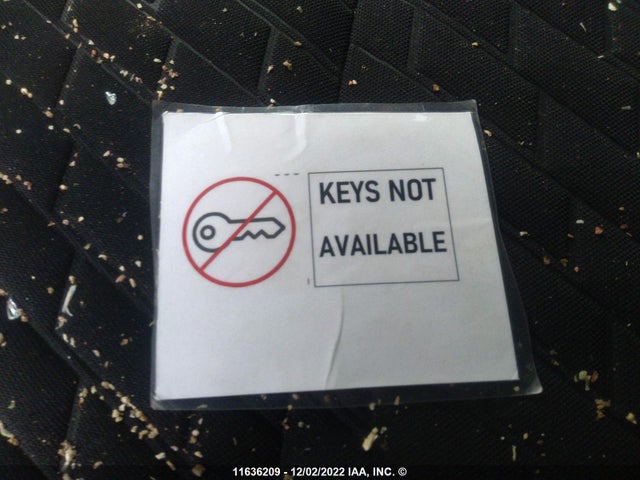 KEYS NOT
AVAILABLE
11636209 - 12/02/2022 IAA, INC. ©